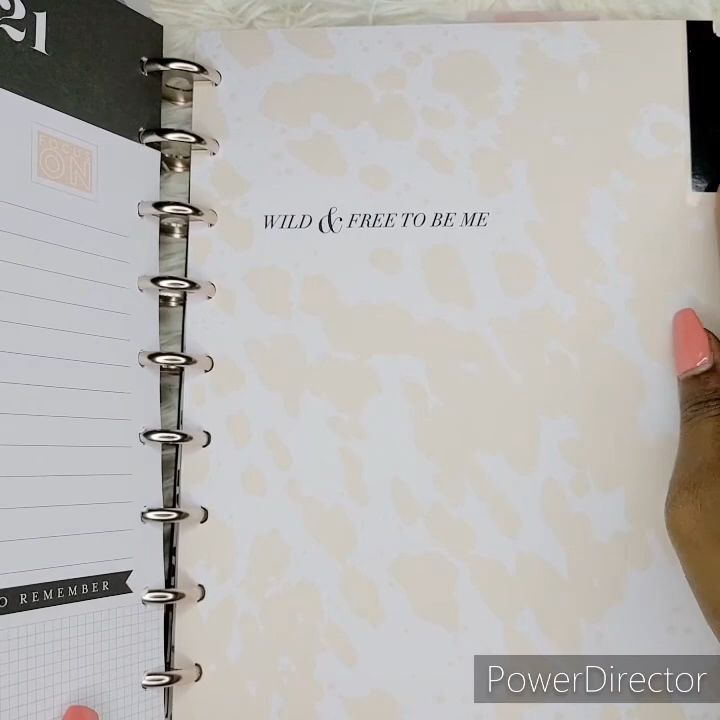 21
FOCUS
ON
O REMEMBER
WILD & FREE TO BE ME
PowerDirector